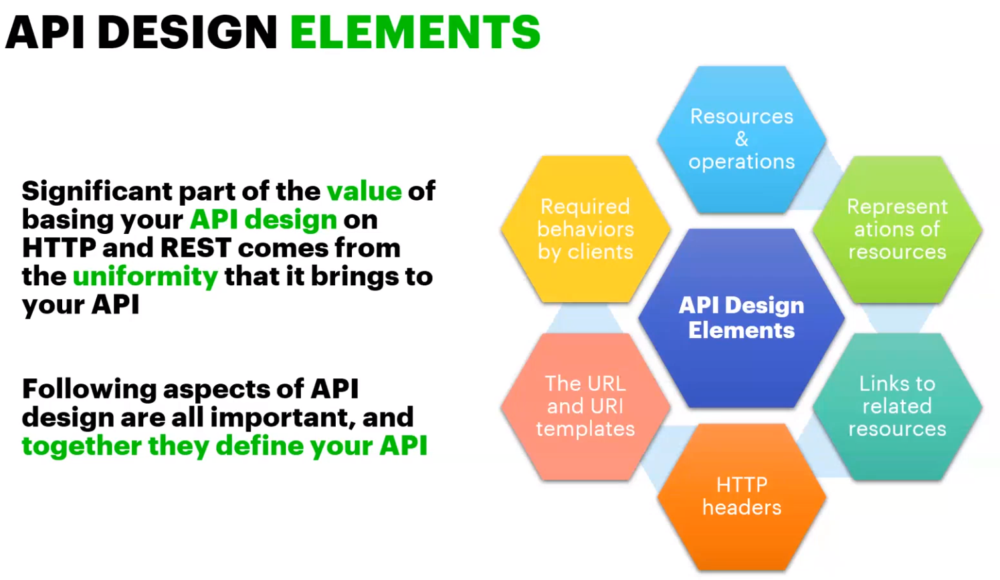 API DESIGN ELEMENTS
Significant part of the value of
basing your API design on
HTTP and REST comes from
the uniformity that it brings to
your API
Following aspects of API
design are all important, and
together they define your API
Resources
&
operations
Represent
ations of
resources
Links to
related
resources
HTTP
headers
The URL
and URI
templates
Required
behaviors
by clients
API Design
Elements